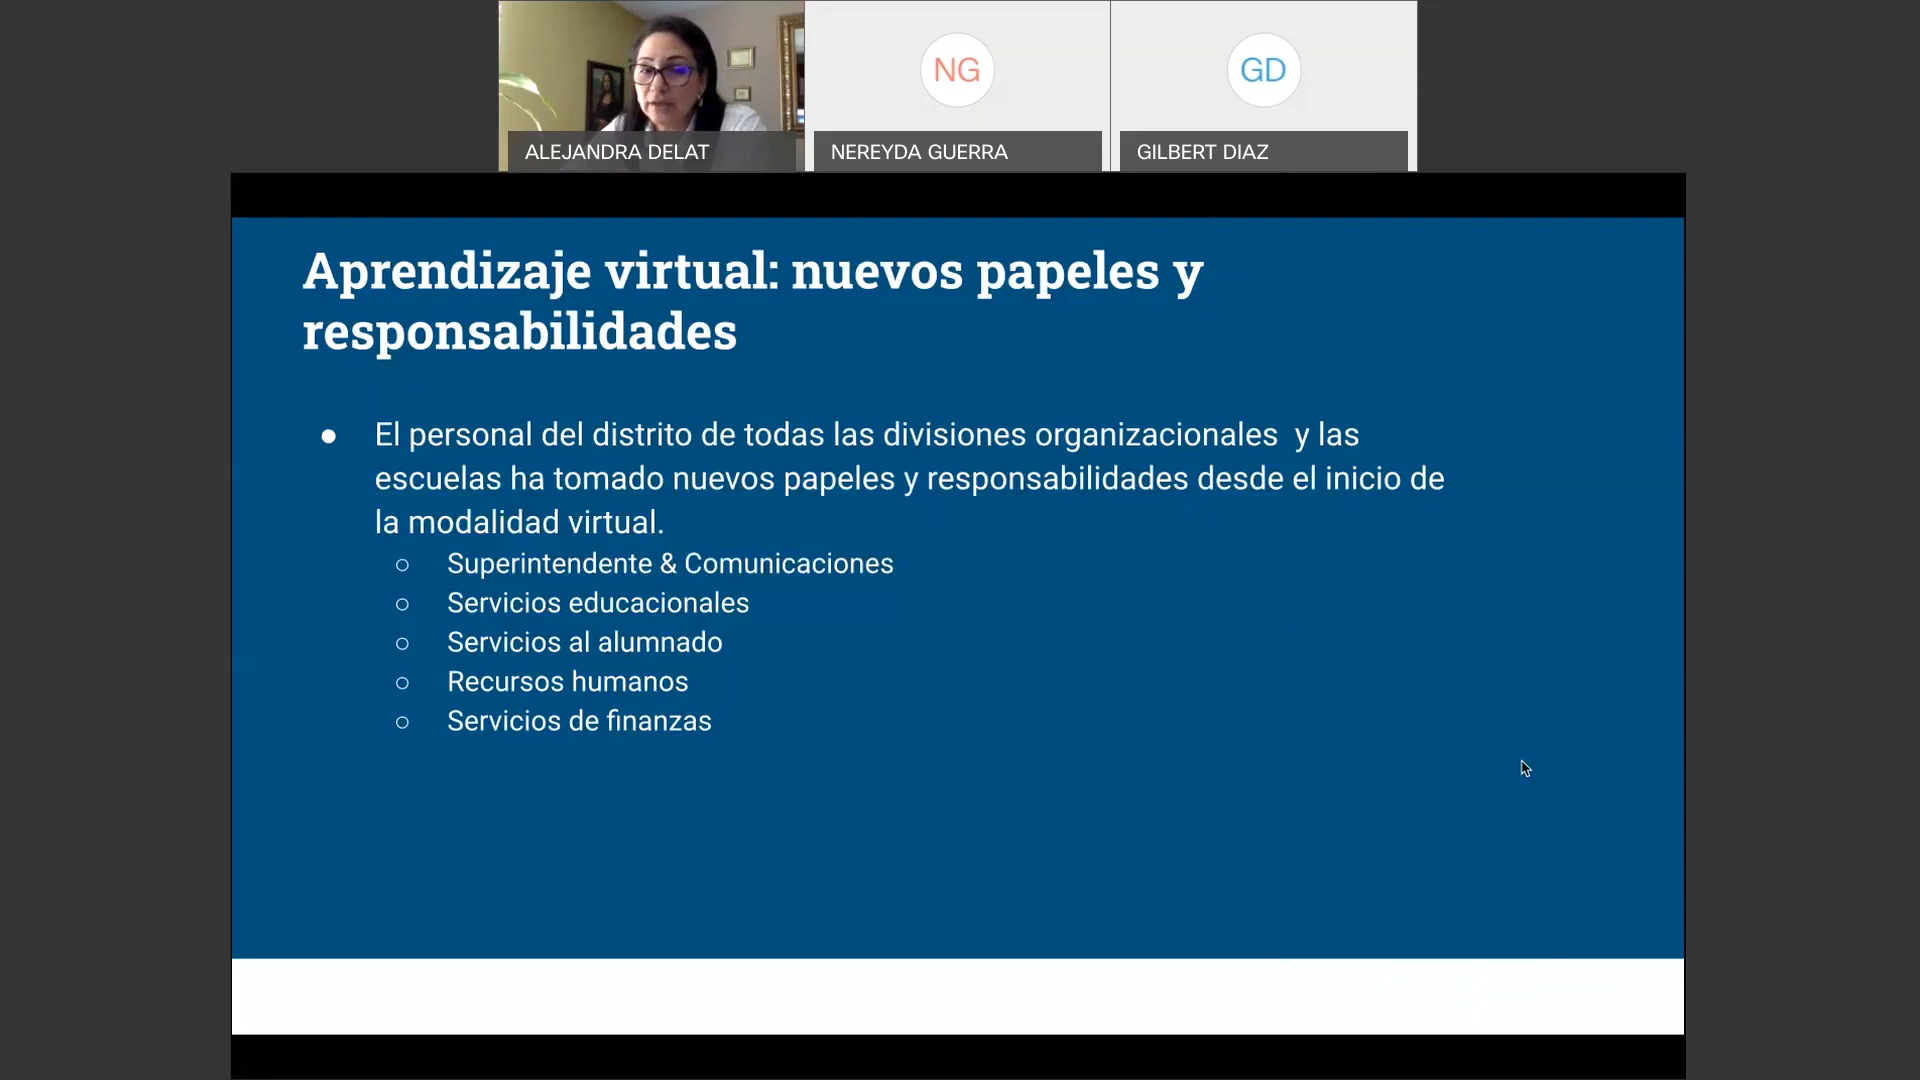 NG
GD
ALEJANDRA DELAT
NEREYDA GUERRA
GILBERT DIAZ
Aprendizaje virtual: nuevos papeles y
responsabilidades
● El personal del distrito de todas las divisiones organizacionales  y las
escuelas ha tomado nuevos papeles y responsabilidades desde el inicio de
la modalidad virtual.
○ Superintendente & Comunicaciones
○ Servicios educacionales
○ Servicios al alumnado
○ Recursos humanos
○ Servicios de finanzas